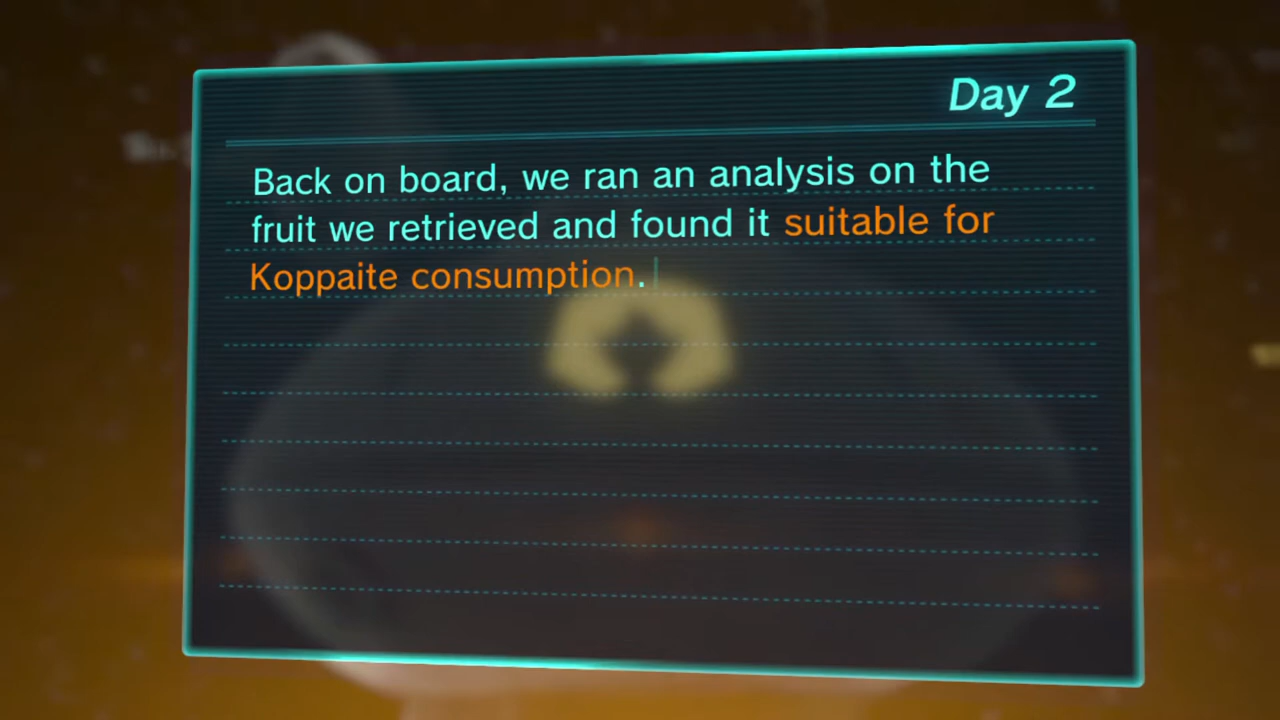 Day 2
Back on board, we ran an analysis on the
fruit we retrieved and found it suitable for
Koppaite consumption.